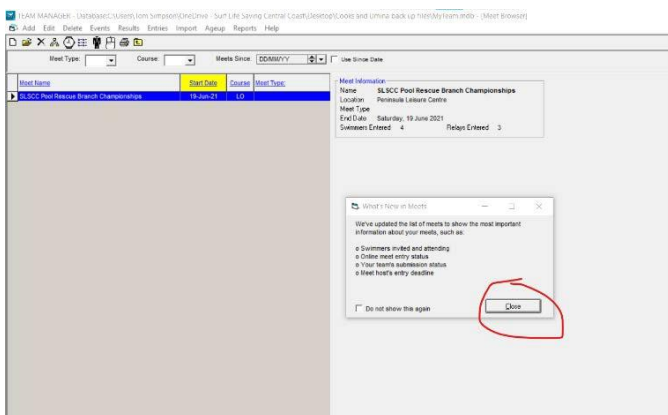 TEAM MANAGER - Database:C:\Users\Tom.Simpson\OneDrive - Surf Life Saving Central Coast\Desktop\Cooks and Umina back up files\MyTeam.mdb - [Meet Browser]
Add Edit Delete Events Results Entries Import Ageup Reports Help
Meet Type: Course: Meets Since: DD/MM/YY Use Since Date
Meet Name Start Date Course Meet Type:
SLSCC Pool Rescue Branch Championships 19-Jun-21 LO
Meet Information
Name SLSCC Pool Rescue Branch Championships
Location Peninsula Leisure Centre
Meet Type
End Date Saturday, 19 June 2021
Swimmers Entered 4 Relays Entered 3
What's New in Meets
We've updated the list of meets to show the most important
information about your meets, such as:
o Swimmers invited and attending
o Online meet entry status
o Your team's submission status
o Meet host's entry deadline
Do not show this again Close